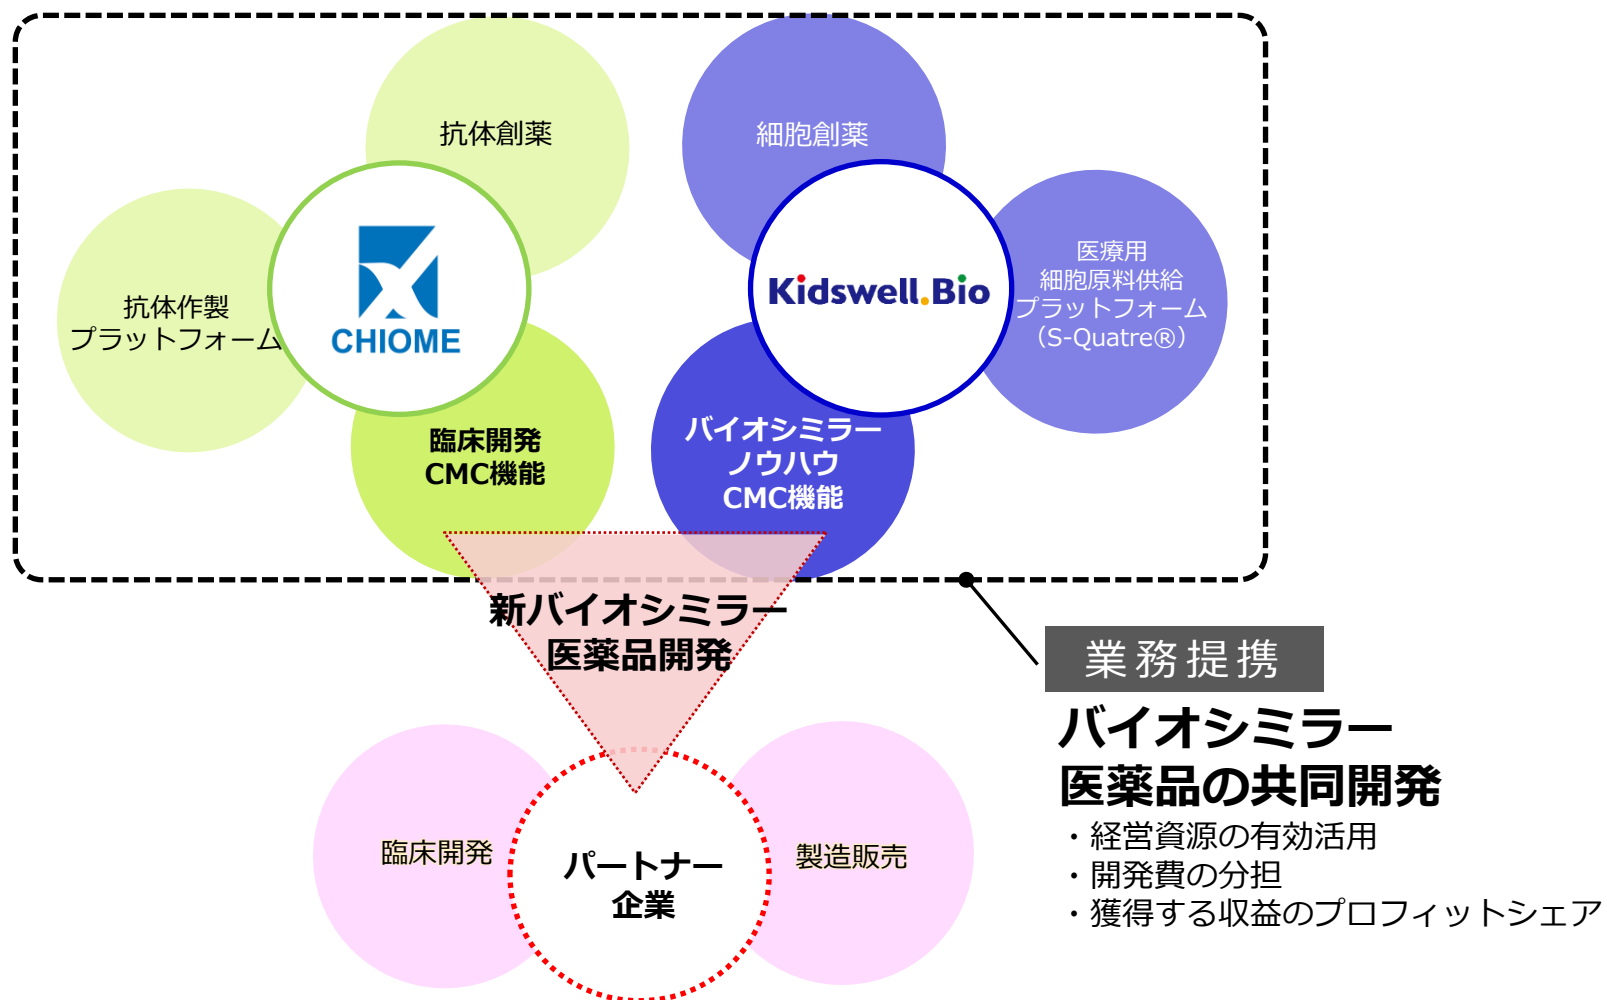 抗体創薬
細胞創薬
抗体作製
プラットフォーム
CHIOME
Kidswell.Bio
医療用
細胞原料供給
プラットフォーム
（S-Quatre®）
臨床開発
CMC機能
バイオシミラー
ノウハウ
CMC機能
新バイオシミラー
医薬品開発
業務提携
バイオシミラー
医薬品の共同開発
・経営資源の有効活用
・開発費の分担
・獲得する収益のプロフィットシェア
臨床開発
パートナー
企業
製造販売